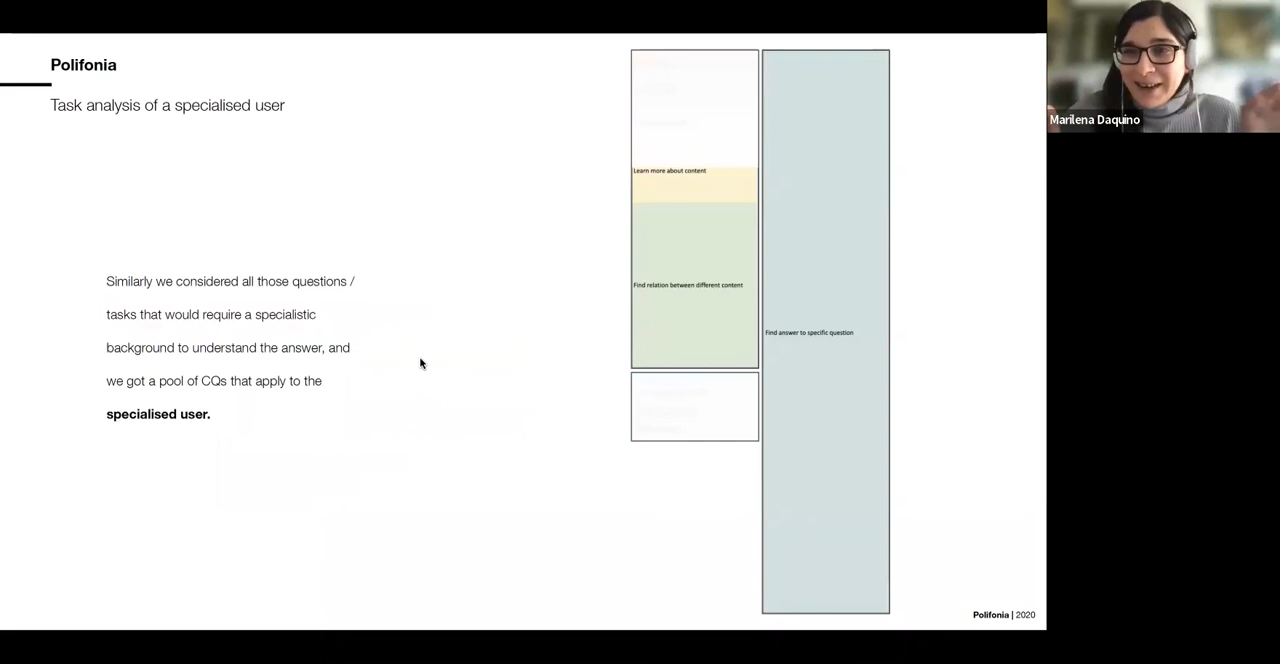 Polifonia
Task analysis of a specialised user
Similarly we considered all those questions /
tasks that would require a specialistic
background to understand the answer, and
we got a pool of CQs that apply to the
specialised user.
Learn more about content
Find relation between different content
Find answer to specific question
Polifonia | 2020
Marilena Daquino